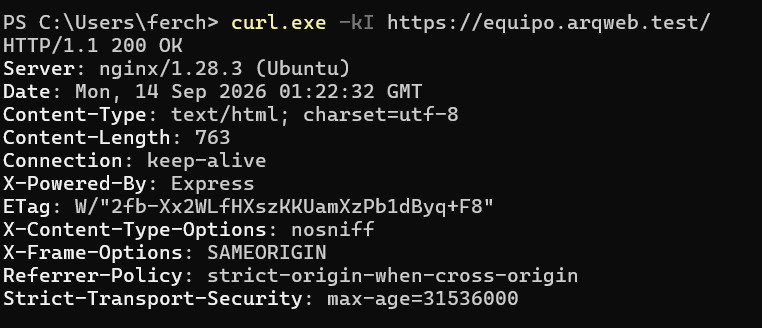 PS C:\Users\ferch> curl.exe -kI https://equipo.arqweb.test/
HTTP/1.1 200 OK
Server: nginx/1.28.3 (Ubuntu)
Date: Mon, 14 Sep 2026 01:22:32 GMT
Content-Type: text/html; charset=utf-8
Content-Length: 763
Connection: keep-alive
X-Powered-By: Express
ETag: W/"2fb-Xx2WLfHXszKKUamXzPb1dByq+F8"
X-Content-Type-Options: nosniff
X-Frame-Options: SAMEORIGIN
Referrer-Policy: strict-origin-when-cross-origin
Strict-Transport-Security: max-age=31536000